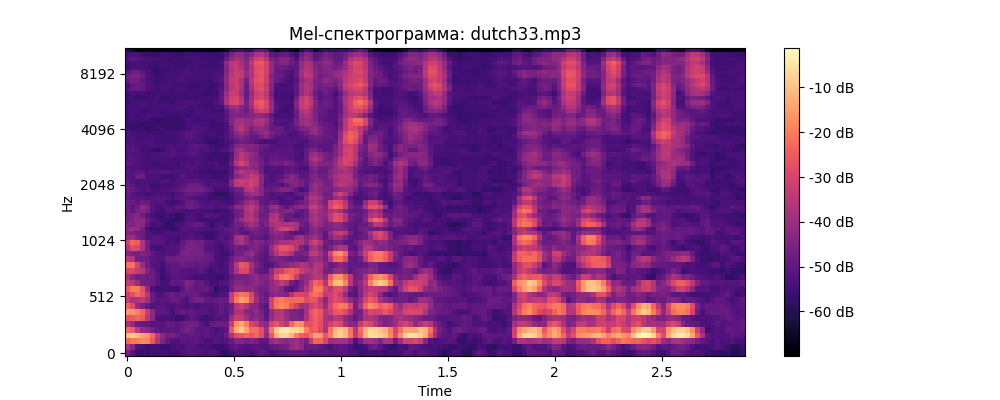 Mel-спектрограмма: dutch33.mp3
Hz
8192
4096
2048
1024
512
0
0 0.5 1 1.5 2 2.5
Time
-10 dB
-20 dB
-30 dB
-40 dB
-50 dB
-60 dB